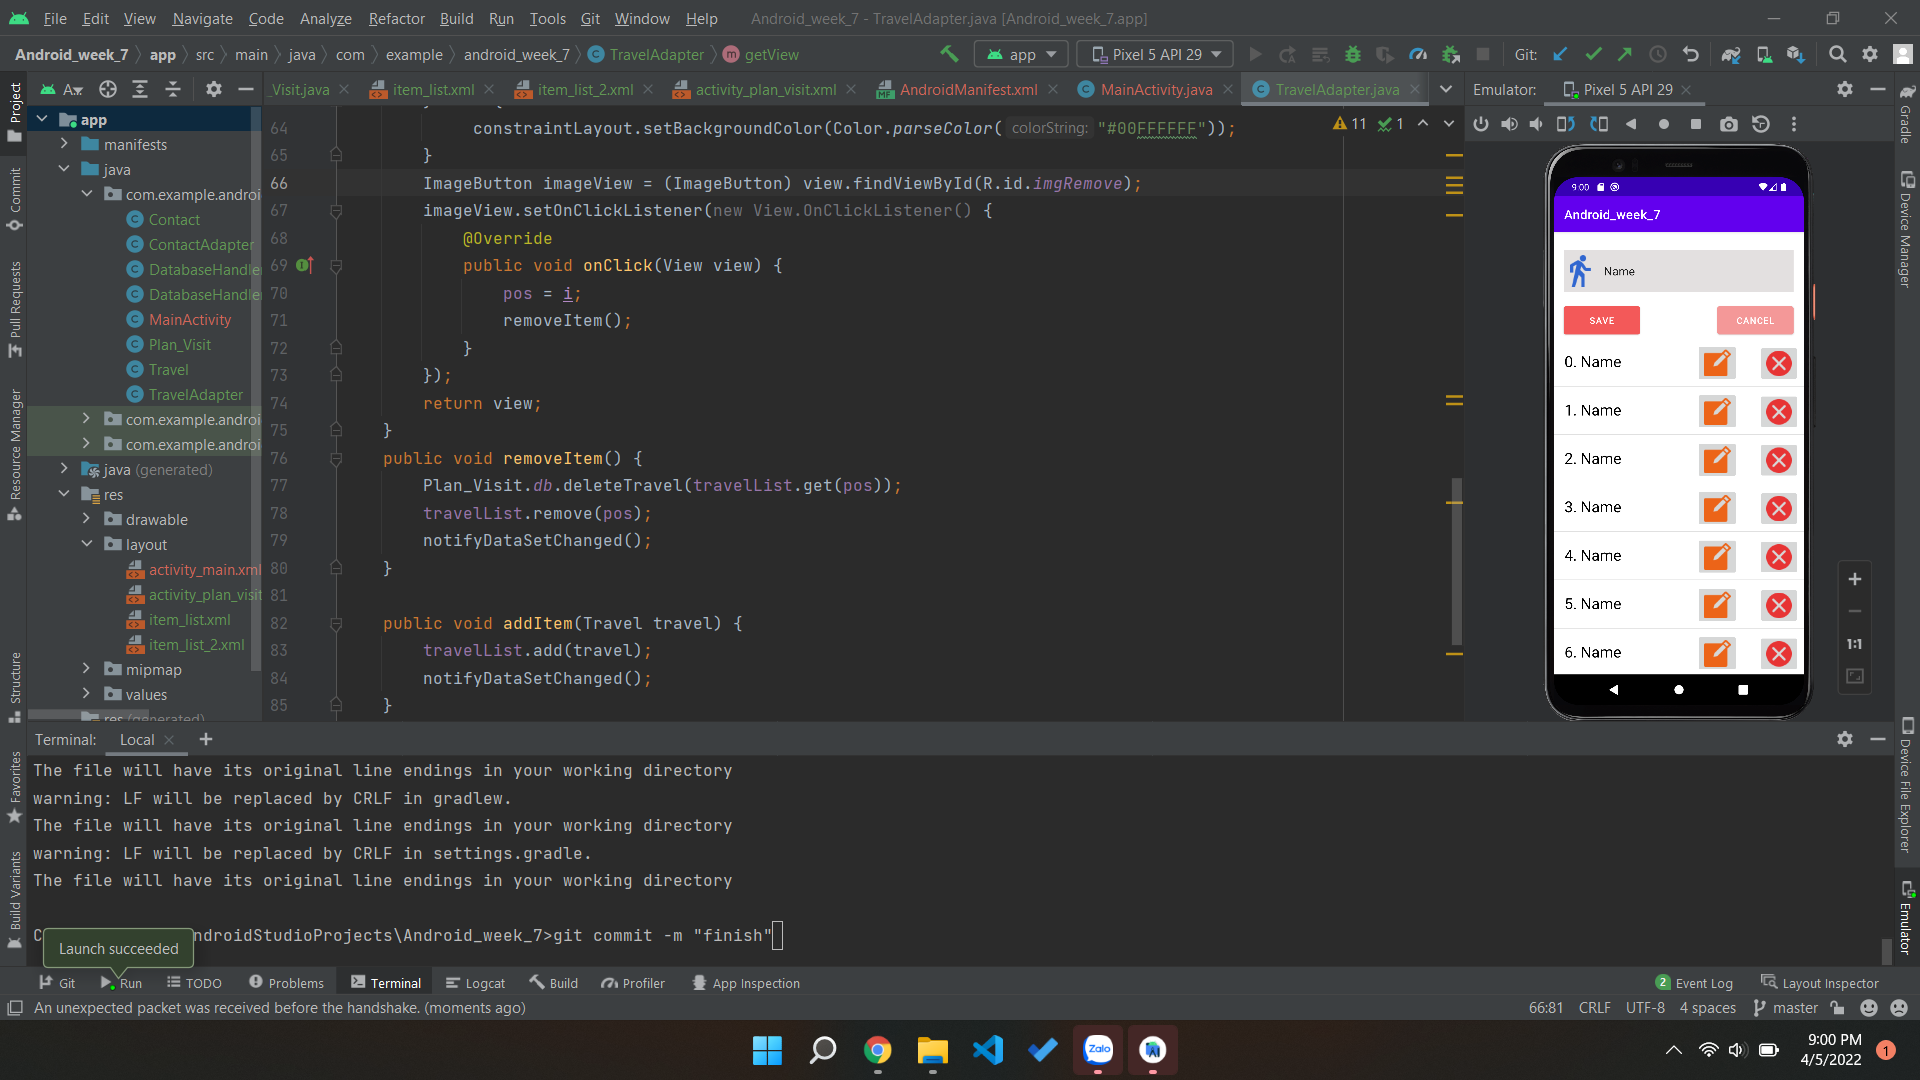 File Edit View Navigate Code Analyze Refactor Build Run Tools Git Window Help Android_week_7 - TravelAdapter.java [Android_week_7.app]
Android_week_7 app src main java com example android_week_7 TravelAdapter getView app Pixel 5 API 29 Git:
A... _Visit.java item_list.xml item_list_2.xml activity_plan_visit.xml AndroidManifest.xml MainActivity.java TravelAdapter.java Emulator: Pixel 5 API 29
Project
Commit
Pull Requests
Resource Manager
Structure
Favorites
Build Variants
app
manifests
java
com.example.androi
Contact
ContactAdapter
DatabaseHandle
DatabaseHandle
MainActivity
Plan_Visit
Travel
TravelAdapter
com.example.androi
com.example.androi
java (generated)
res
drawable
layout
activity_main.xml
activity_plan_visit
item_list.xml
item_list_2.xml
mipmap
values
res (generated)
11 1
64 constraintLayout.setBackgroundColor(Color.parseColor( colorString: "#00FFFFFF"));
65 }
66 ImageButton imageView = (ImageButton) view.findViewById(R.id.imgRemove);
67 imageView.setOnClickListener(new View.OnClickListener() {
68 @Override
69 public void onClick(View view) {
70 pos = i;
71 removeItem();
72 }
73 });
74 return view;
75 }
76 public void removeItem() {
77 Plan_Visit.db.deleteTravel(travelList.get(pos));
78 travelList.remove(pos);
79 notifyDataSetChanged();
80 }
81
82 public void addItem(Travel travel) {
83 travelList.add(travel);
84 notifyDataSetChanged();
85 }
9:00
Android_week_7
Name
SAVE CANCEL
0. Name
1. Name
2. Name
3. Name
4. Name
5. Name
6. Name
1:1
Gradle
Device Manager
Device File Explorer
Emulator
Terminal: Local
The file will have its original line endings in your working directory
warning: LF will be replaced by CRLF in gradlew.
The file will have its original line endings in your working directory
warning: LF will be replaced by CRLF in settings.gradle.
The file will have its original line endings in your working directory
C ndroidStudioProjects\Android_week_7>git commit -m "finish"
Launch succeeded
Git Run TODO Problems Terminal Logcat Build Profiler App Inspection 2 Event Log Layout Inspector
An unexpected packet was received before the handshake. (moments ago) 66:81 CRLF UTF-8 4 spaces master
Zalo
9:00 PM
4/5/2022
1